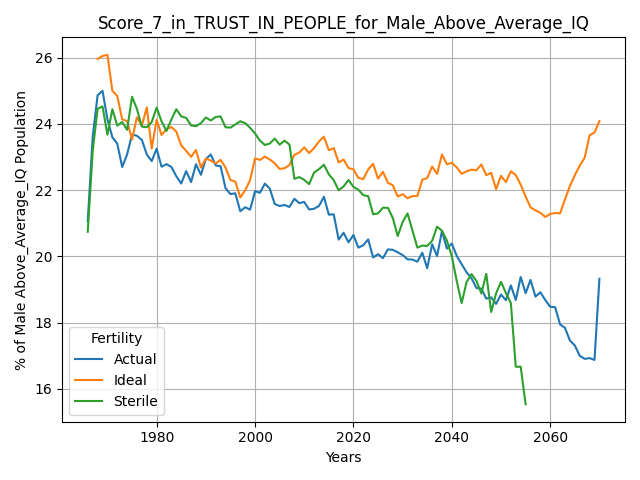 Score_7_in_TRUST_IN_PEOPLE_for_Male_Above_Average_IQ
% of Male Above_Average_IQ Population
26
24
22
20
18
16
Fertility
Actual
Ideal
Sterile
1980
2000
2020
2040
2060
Years